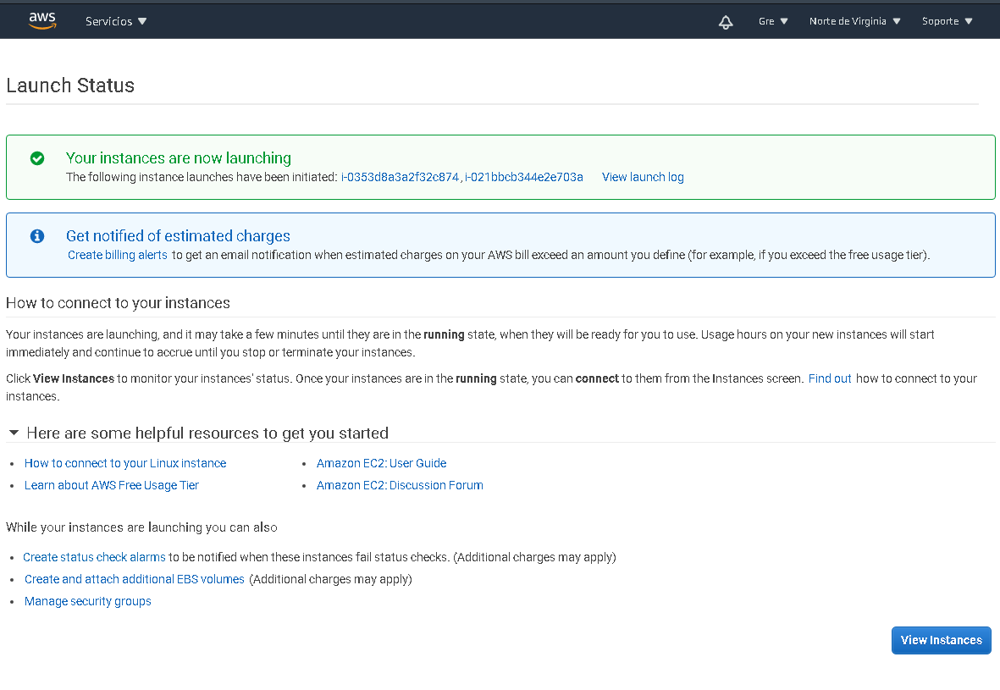 aws Servicios Gre Norte de Virginia Soporte
Launch Status
Your instances are now launching
The following instance launches have been initiated: i-0353d8a3a2f32c874, i-021bbcb344e2e703a View launch log
Get notified of estimated charges
Create billing alerts to get an email notification when estimated charges on your AWS bill exceed an amount you define (for example, if you exceed the free usage tier).
How to connect to your instances
Your instances are launching, and it may take a few minutes until they are in the running state, when they will be ready for you to use. Usage hours on your new instances will start
immediately and continue to accrue until you stop or terminate your instances.
Click View Instances to monitor your instances' status. Once your instances are in the running state, you can connect to them from the Instances screen. Find out how to connect to your
instances.
Here are some helpful resources to get you started
• How to connect to your Linux instance
• Learn about AWS Free Usage Tier
• Amazon EC2: User Guide
• Amazon EC2: Discussion Forum
While your instances are launching you can also
• Create status check alarms to be notified when these instances fail status checks. (Additional charges may apply)
• Create and attach additional EBS volumes (Additional charges may apply)
• Manage security groups
View Instances